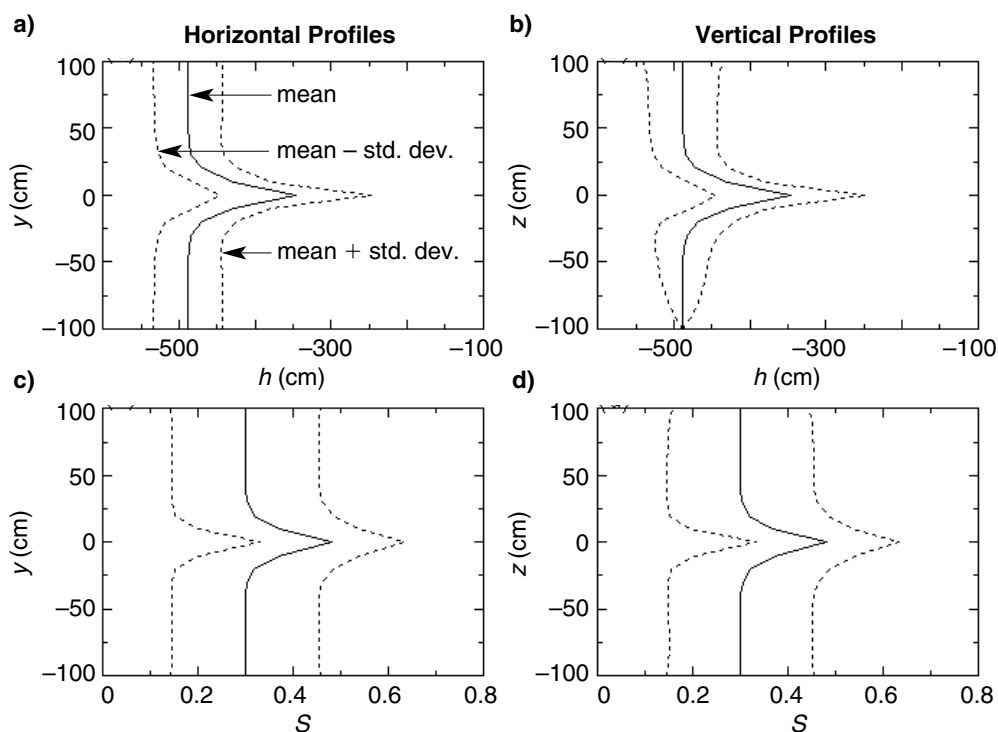 a)
Horizontal Profiles
100
50
0
−50
−100
y (cm)
mean
mean − std. dev.
mean + std. dev.
−500
−300
−100
h (cm)
b)
Vertical Profiles
100
50
0
−50
−100
z (cm)
−500
−300
−100
h (cm)
c)
100
50
0
−50
−100
y (cm)
0
0.2
0.4
0.6
0.8
S
d)
100
50
0
−50
−100
z (cm)
0
0.2
0.4
0.6
0.8
S